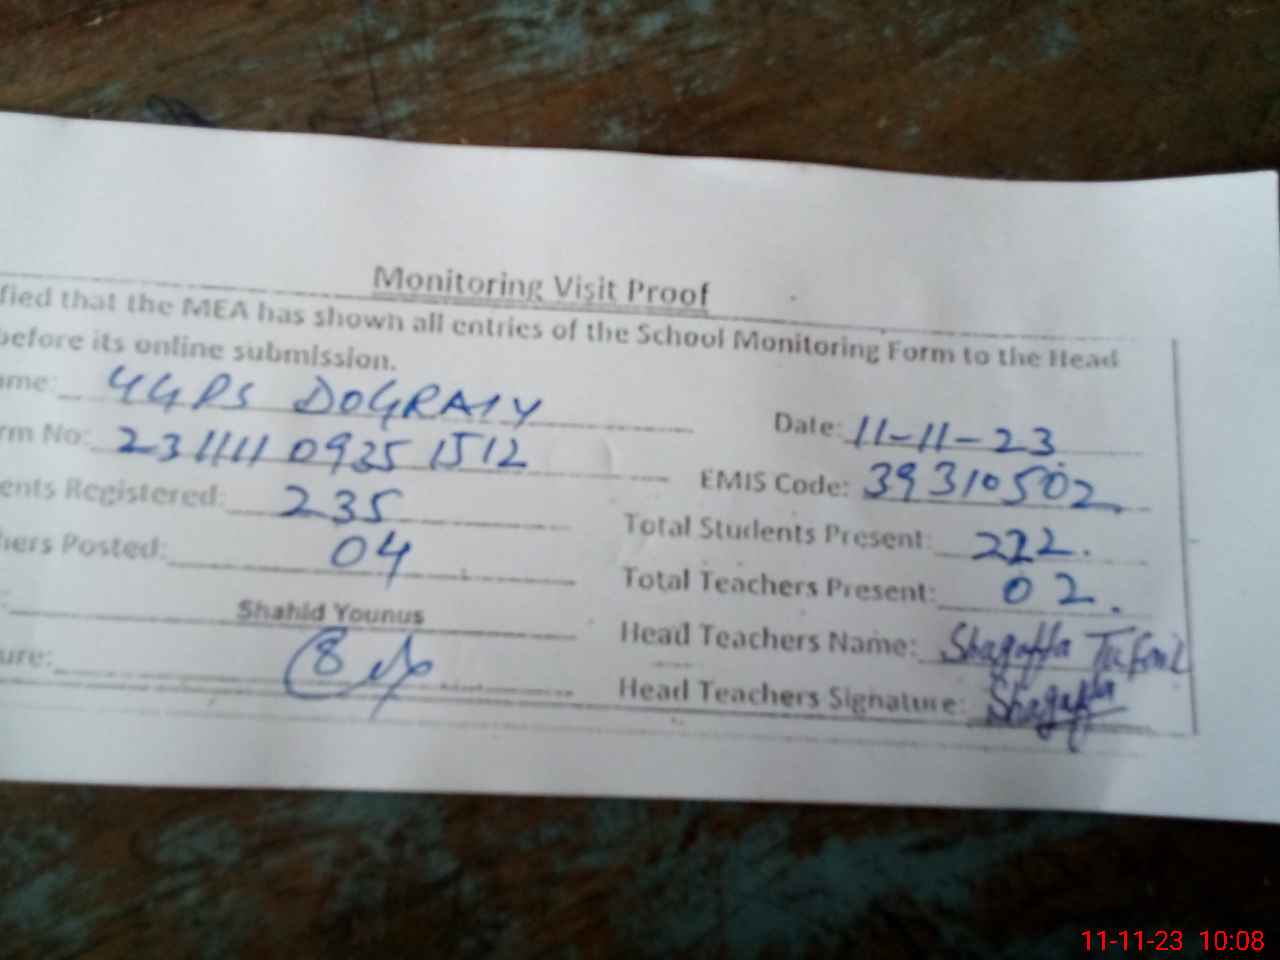 Monitoring Visit Proof
fied that the MEA has shown all entries of the School Monitoring Form to the Head
before its online submission.
ame: GGPS DOGRAIY Date: 11-11-23
rm No: 231111 0935 1512 EMIS Code: 39310502
ents Registered: 235 Total Students Present: 222.
hers Posted: 04 Total Teachers Present: 02.
Shahid Younus Head Teachers Name: Shagaffa
ure: Head Teachers Signature: Shagaffa
11-11-23 10:08